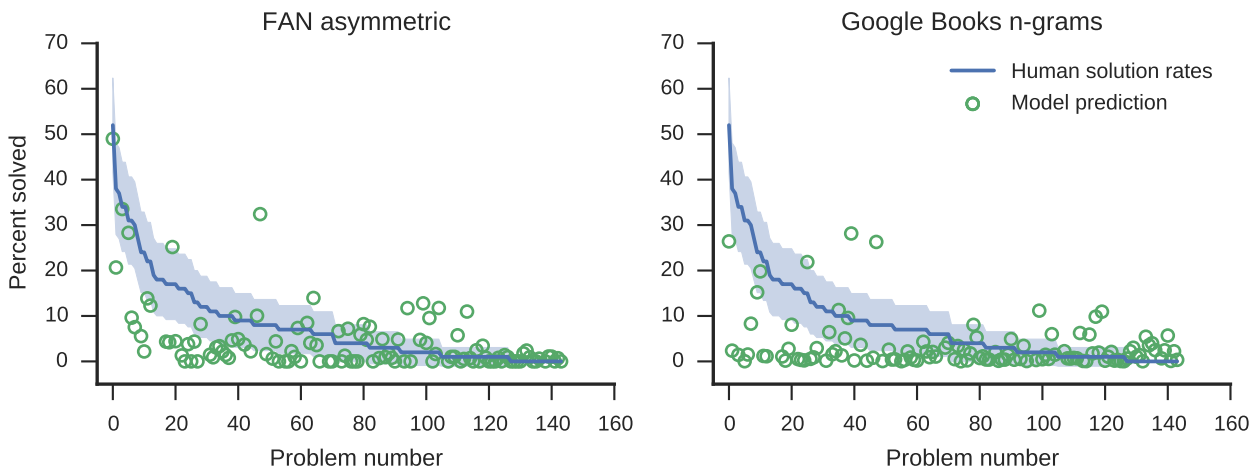 FAN asymmetric
Percent solved
70
60
50
40
30
20
10
0
0 20 40 60 80 100 120 140 160
Problem number
Google Books n-grams
Human solution rates
Model prediction
70
60
50
40
30
20
10
0
0 20 40 60 80 100 120 140 160
Problem number